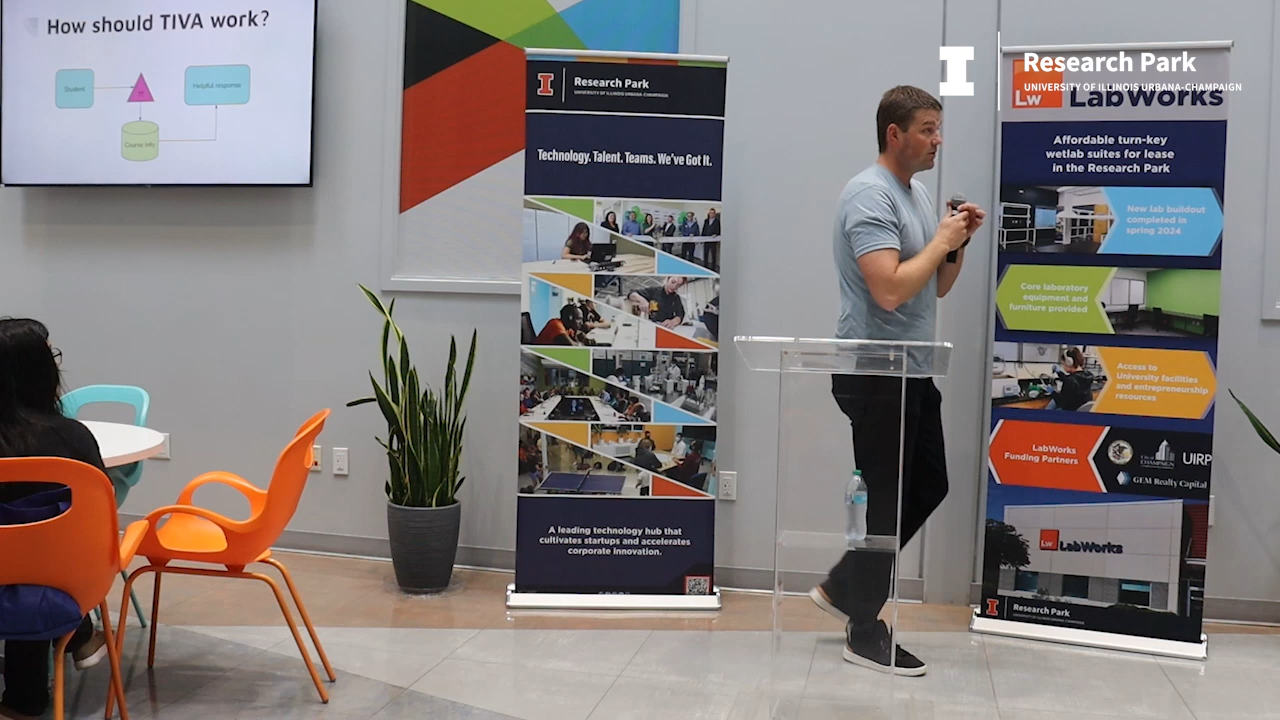 How should TIVA work?
Student
Helpful response
Course Info
Research Park
UNIVERSITY OF ILLINOIS URBANA-CHAMPAIGN
Technology. Talent. Teams. We've Got It.
A leading technology hub that
cultivates startups and accelerates
corporate innovation.
Research Park
UNIVERSITY OF ILLINOIS URBANA-CHAMPAIGN
Lw
LabWorks
Affordable turn-key
wetlab suites for lease
in the Research Park
New lab buildout
completed in
spring 2024
Core laboratory
equipment and
furniture provided
Access to
University facilities
and entrepreneurship
resources
LabWorks
Funding Partners
CHAMPAIGN
UIRP
GEM Realty Capital
Lw LabWorks
Research Park